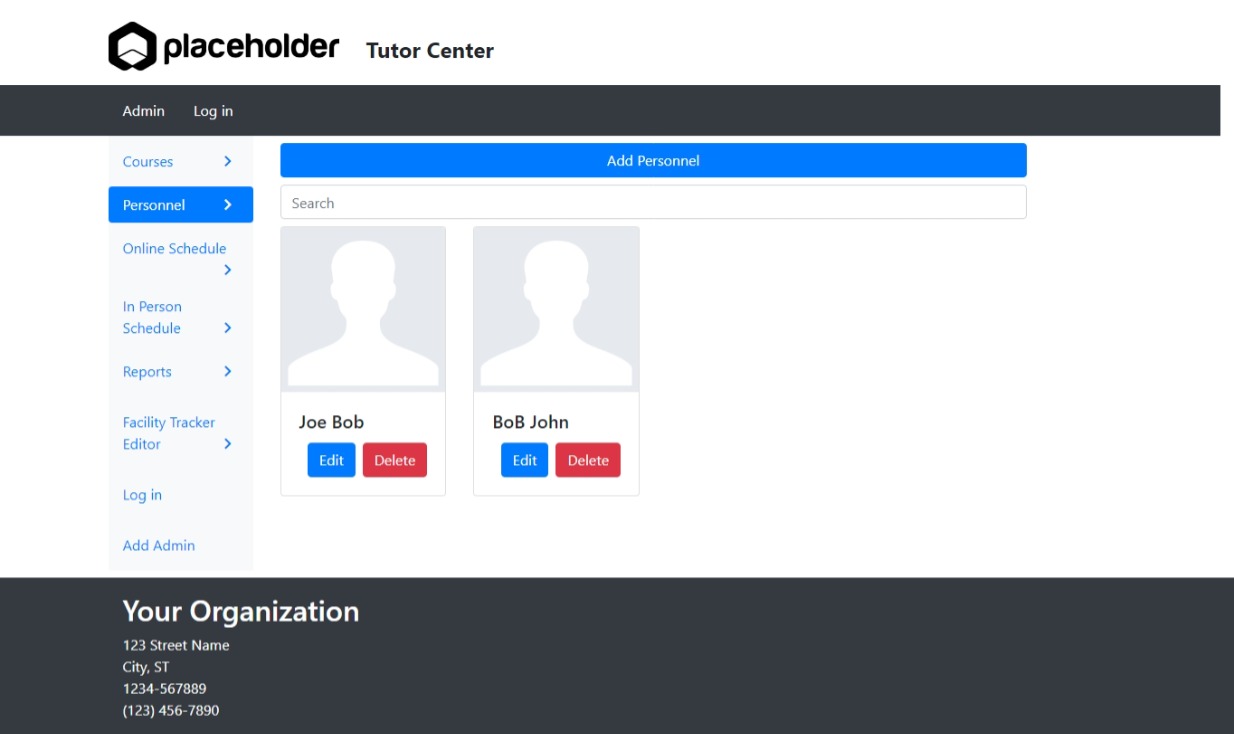 placeholder Tutor Center
Admin Log in
Courses
Personnel
Online Schedule
In Person
Schedule
Reports
Facility Tracker
Editor
Log in
Add Admin
Add Personnel
Search
Joe Bob
Edit Delete
BoB John
Edit Delete
Your Organization
123 Street Name
City, ST
1234-567889
(123) 456-7890